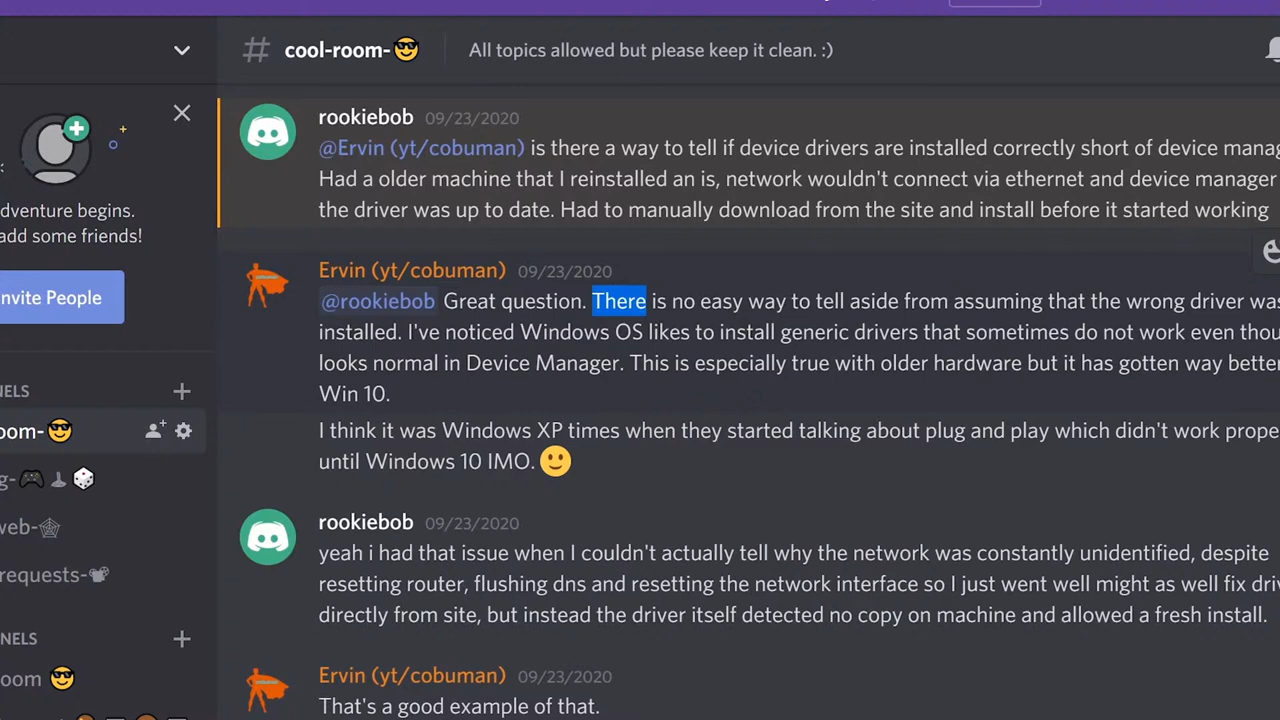 # cool-room-😎 All topics allowed but please keep it clean. :)
rookiebob 09/23/2020
@Ervin (yt/cobuman) is there a way to tell if device drivers are installed correctly short of device
Had a older machine that I reinstalled an is, network wouldn't connect via ethernet and device manager
the driver was up to date. Had to manually download from the site and install before it started working
dventure begins.
add some friends!
nvite People
Ervin (yt/cobuman) 09/23/2020
@rookiebob Great question. There is no easy way to tell aside from assuming that the wrong driver
installed. I've noticed Windows OS likes to install generic drivers that sometimes do not work even
looks normal in Device Manager. This is especially true with older hardware but it has gotten way better
Win 10.
I think it was Windows XP times when they started talking about plug and play which didn't work
until Windows 10 IMO. 🙂
NELS +
oom-😎
g-🎮🕹🎲
web-🕸
requests-📽
NELS +
oom 😎
rookiebob 09/23/2020
yeah i had that issue when I couldn't actually tell why the network was constantly unidentified, despite
resetting router, flushing dns and resetting the network interface so I just went well might as well fix
directly from site, but instead the driver itself detected no copy on machine and allowed a fresh install.
Ervin (yt/cobuman) 09/23/2020
That's a good example of that.